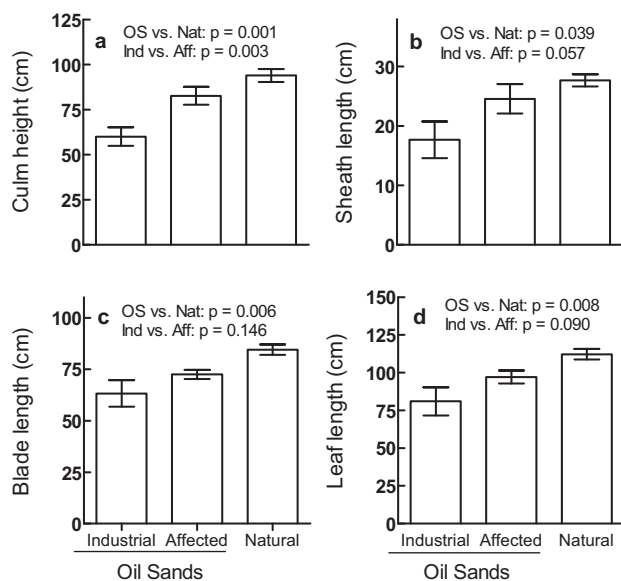 125
100
75
50
25
0
Culm height (cm)
a
OS vs. Nat: p = 0.001
Ind vs. Aff: p = 0.003
30
20
10
0
Sheath length (cm)
b
OS vs. Nat: p = 0.039
Ind vs. Aff: p = 0.057
100
75
50
25
0
Blade length (cm)
c
OS vs. Nat: p = 0.006
Ind vs. Aff: p = 0.146
Industrial Affected Natural
Oil Sands
150
125
100
75
50
25
0
Leaf length (cm)
d
OS vs. Nat: p = 0.008
Ind vs. Aff: p = 0.090
Industrial Affected Natural
Oil Sands